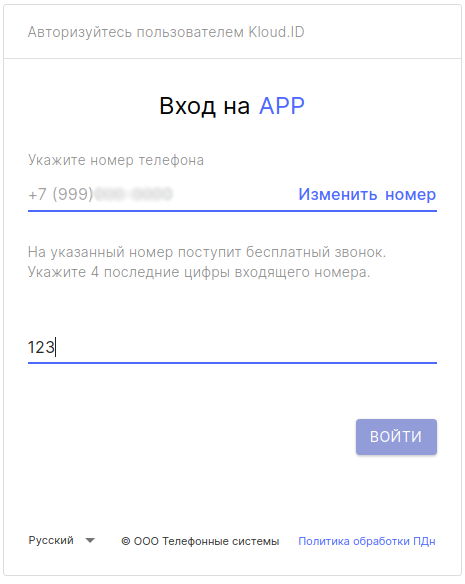 Авторизуйтесь пользователем Kloud.ID
Вход на APP
Укажите номер телефона
+7 (999) Изменить номер
На указанный номер поступит бесплатный звонок.
Укажите 4 последние цифры входящего номера.
123
ВОЙТИ
Русский © ООО Телефонные системы Политика обработки ПДн